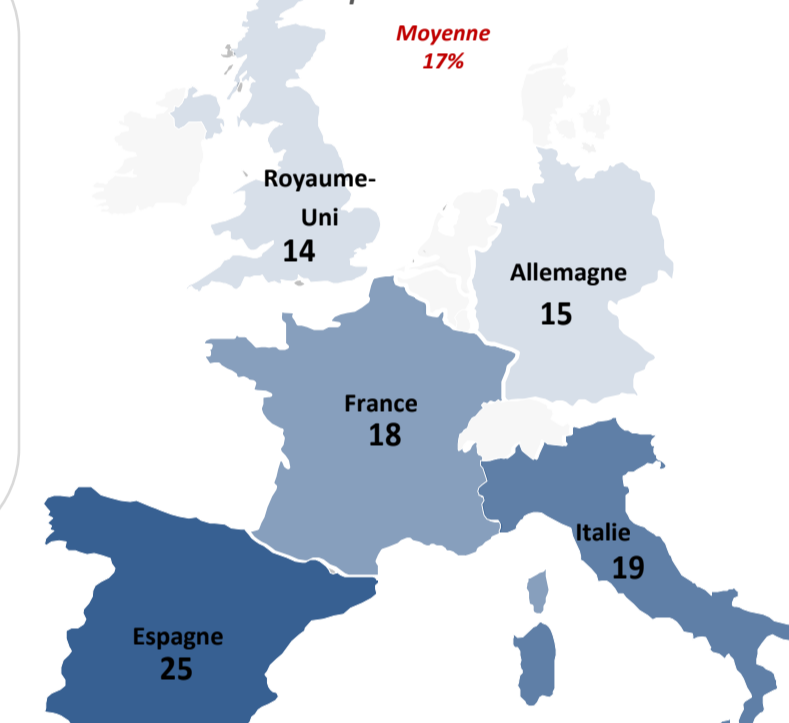 Moyenne
17%
Royaume-
Uni
14
Allemagne
15
France
18
Italie
19
Espagne
25